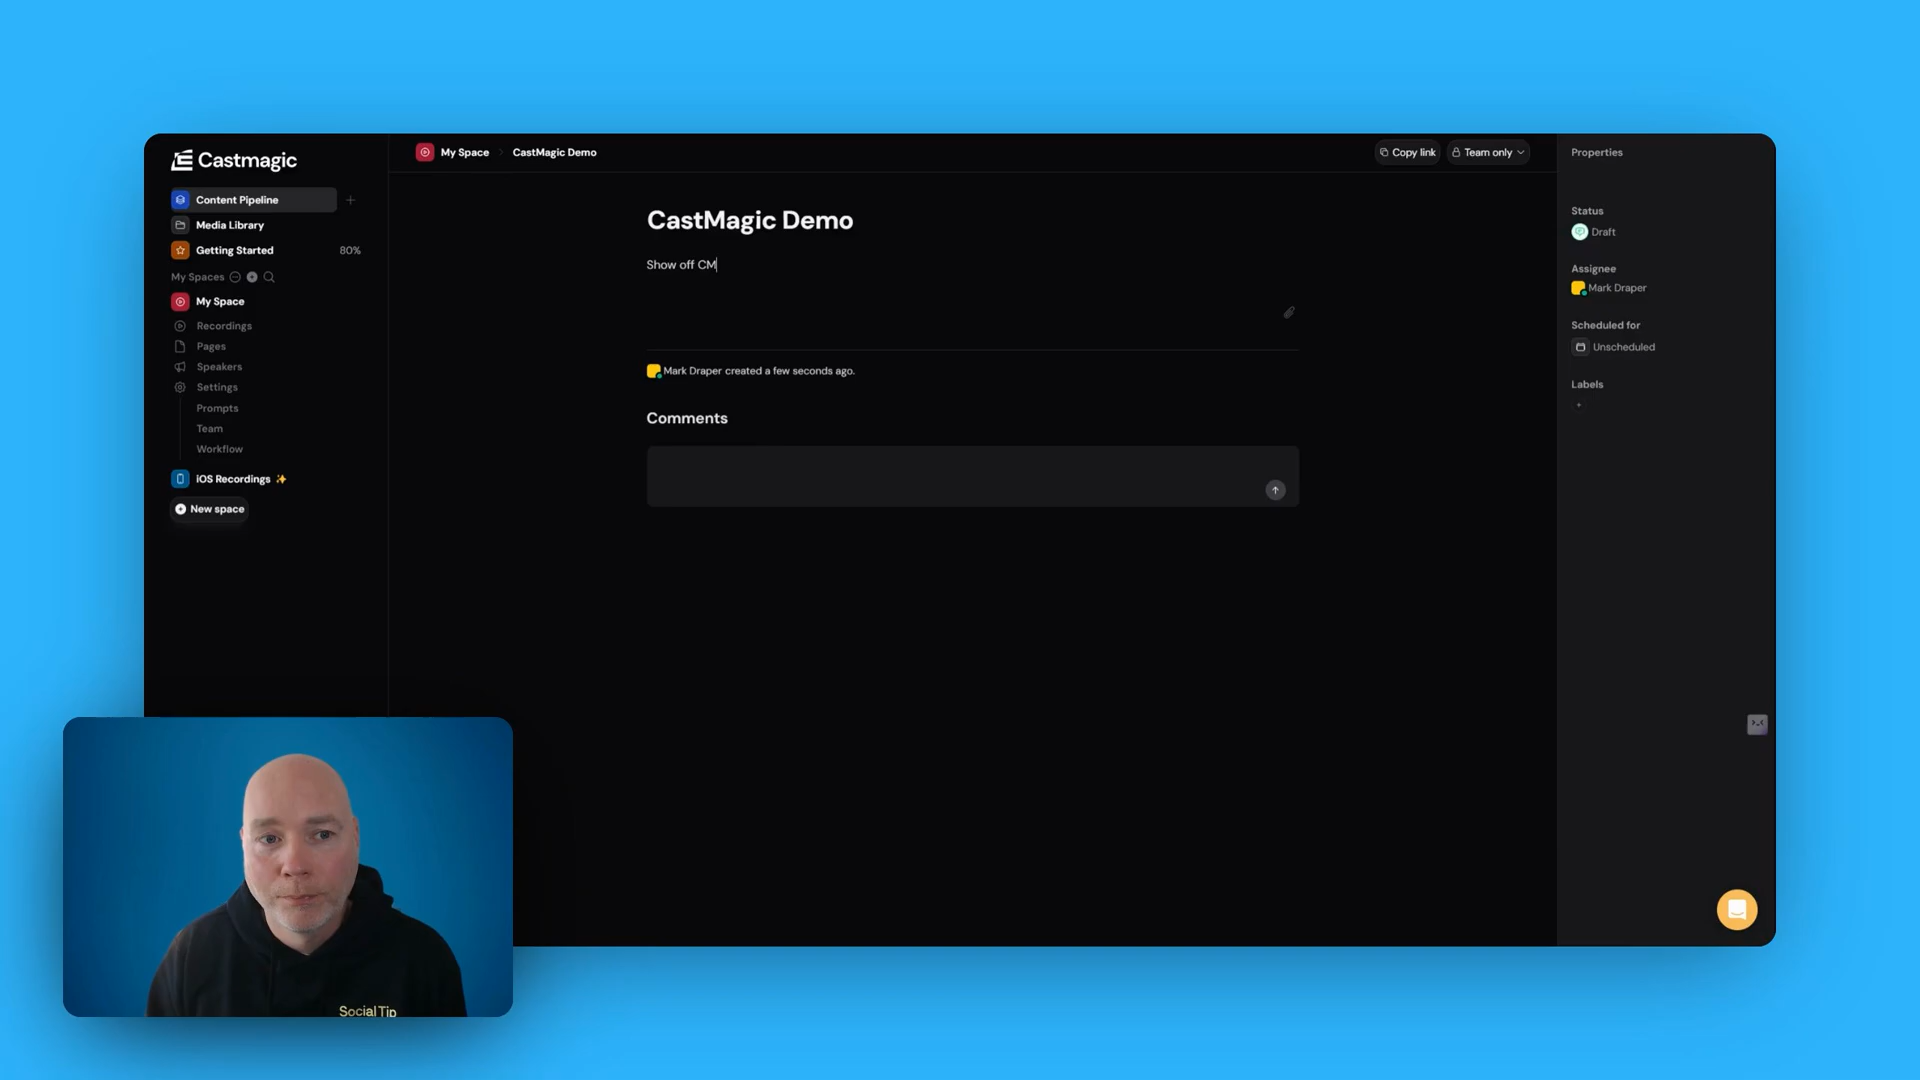 Castmagic
Content Pipeline
Media Library
Getting Started 80%
My Spaces
My Space
Recordings
Pages
Speakers
Settings
Prompts
Team
Workflow
iOS Recordings ✨
New space
My Space > CastMagic Demo
Copy link
Team only
CastMagic Demo
Show off CM
Mark Draper created a few seconds ago.
Comments
Properties
Status
Draft
Assignee
Mark Draper
Scheduled for
Unscheduled
Labels
+
Social Tip